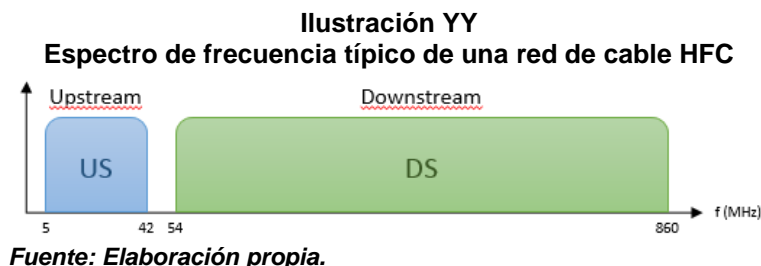 Ilustración YY
Espectro de frecuencia típico de una red de cable HFC
Upstream Downstream
US DS
f (MHz)
5 42 54 860
Fuente: Elaboración propia.